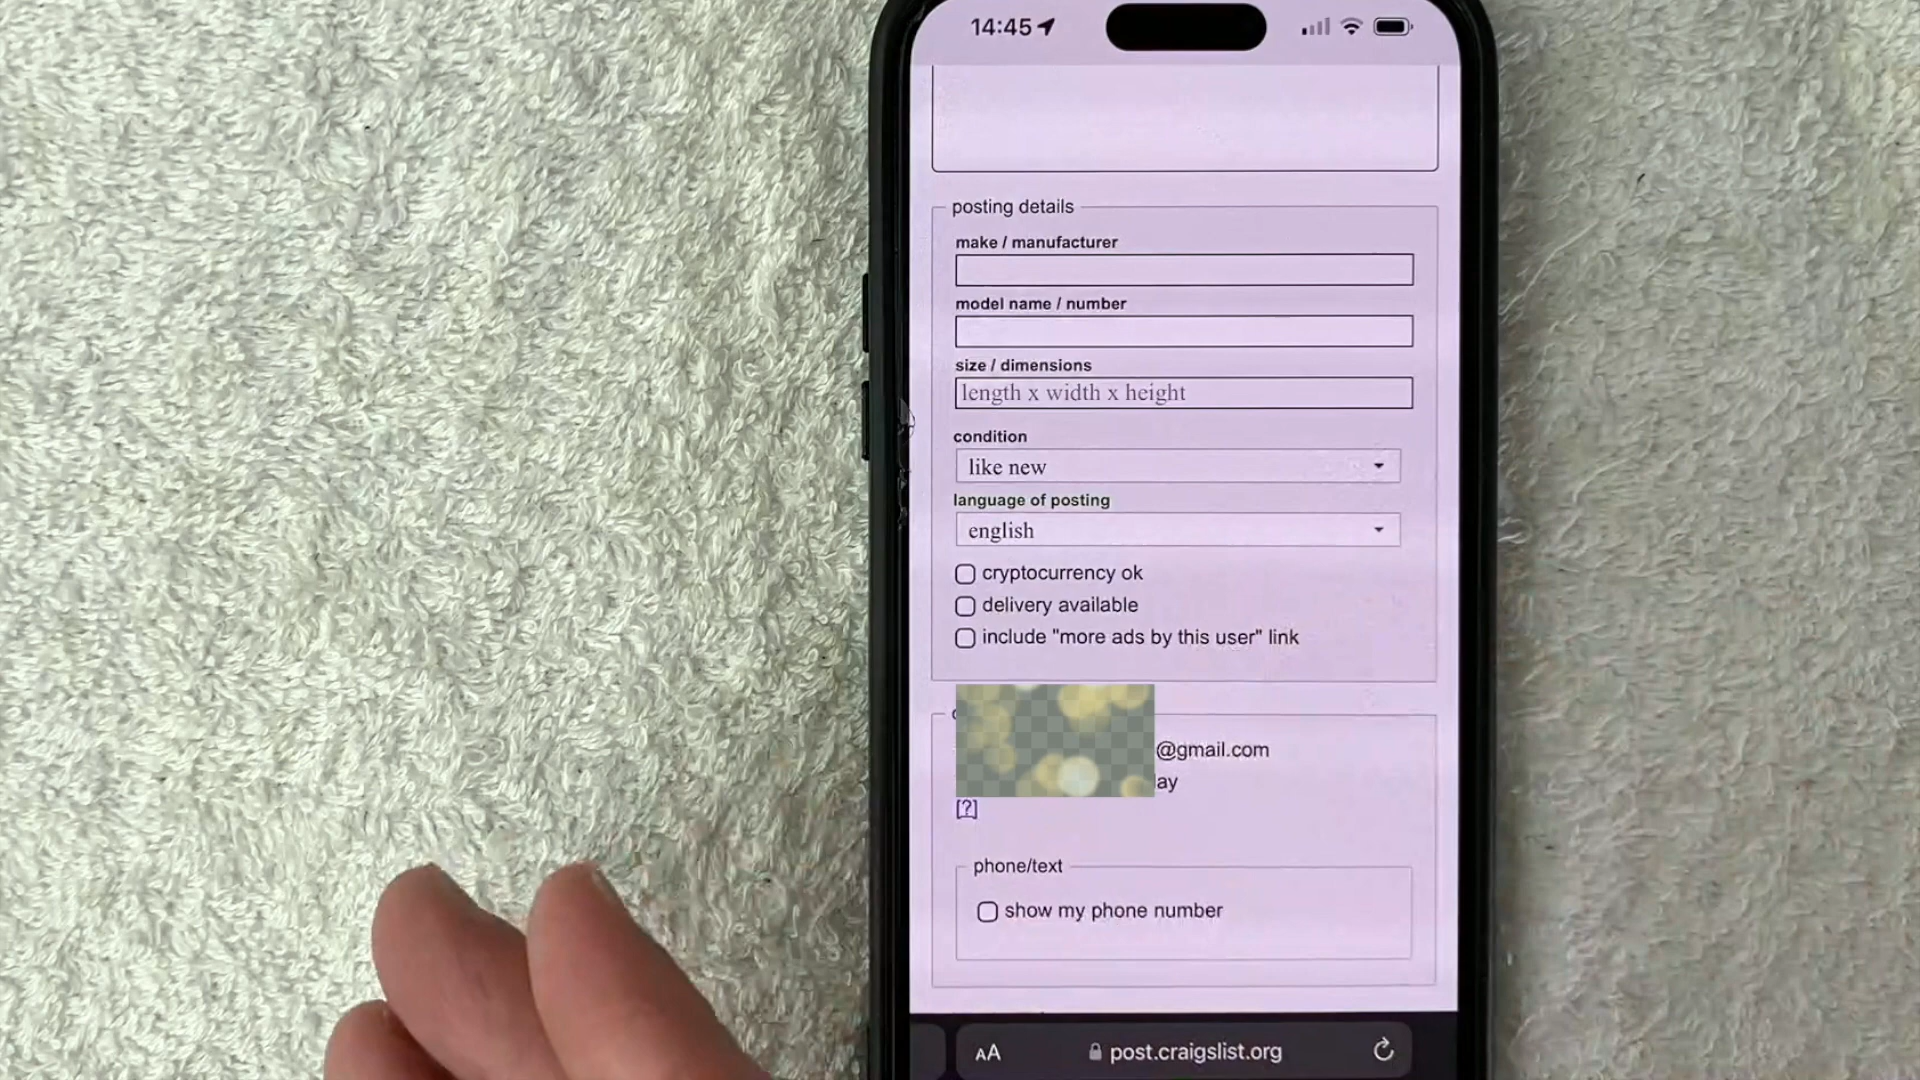 14:45
posting details
make / manufacturer
model name / number
size / dimensions
length x width x height
condition
like new
language of posting
english
cryptocurrency ok
delivery available
include "more ads by this user" link
@gmail.com
ay
[?]
phone/text
show my phone number
AA post.craigslist.org